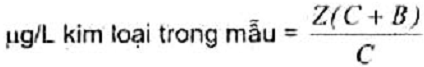 µg/L kim loại trong mẫu = Z(C + B) / C